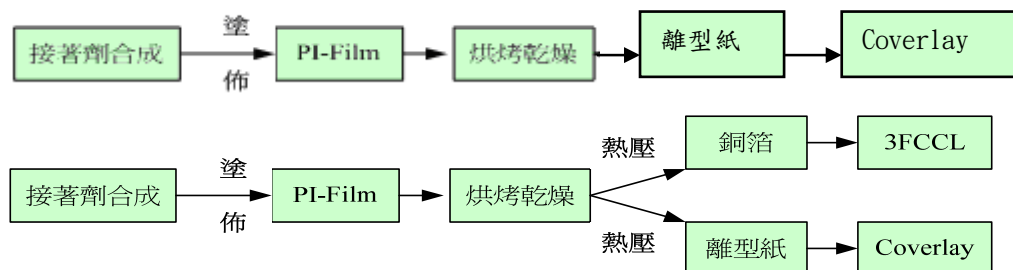 塗
接著劑合成 PI-Film 烘烤乾燥 離型紙 Coverlay
佈
熱壓 銅箔 3FCCL
塗
接著劑合成 PI-Film 烘烤乾燥
佈
熱壓 離型紙 Coverlay